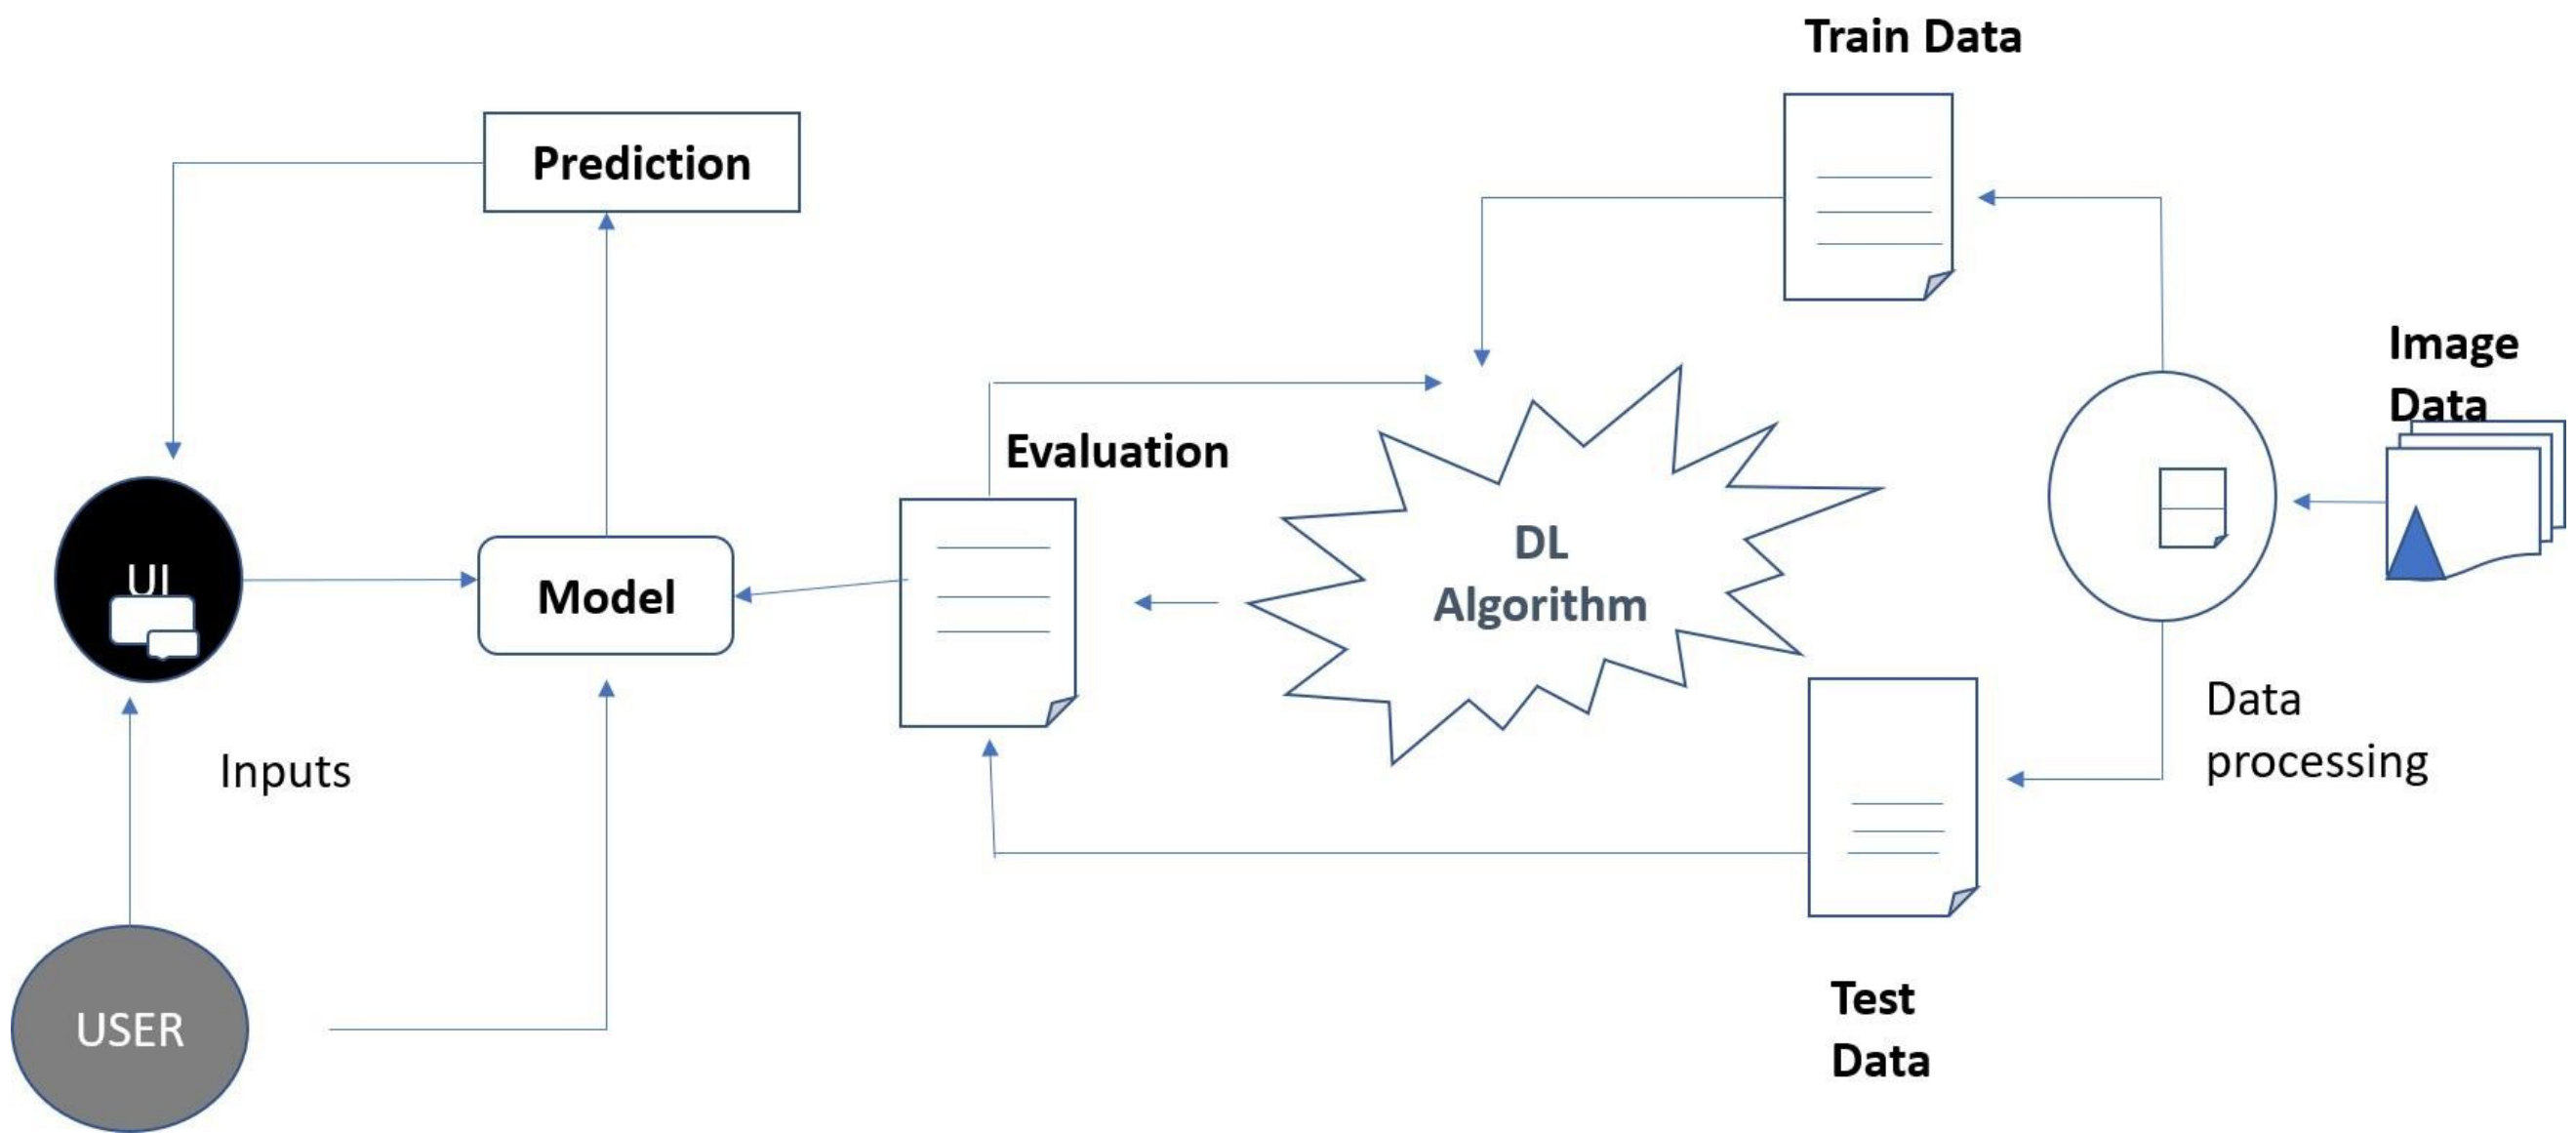 Train Data
Prediction
Image
Data
Evaluation
DL
Algorithm
UI
Model
Data
processing
Inputs
Test
Data
USER